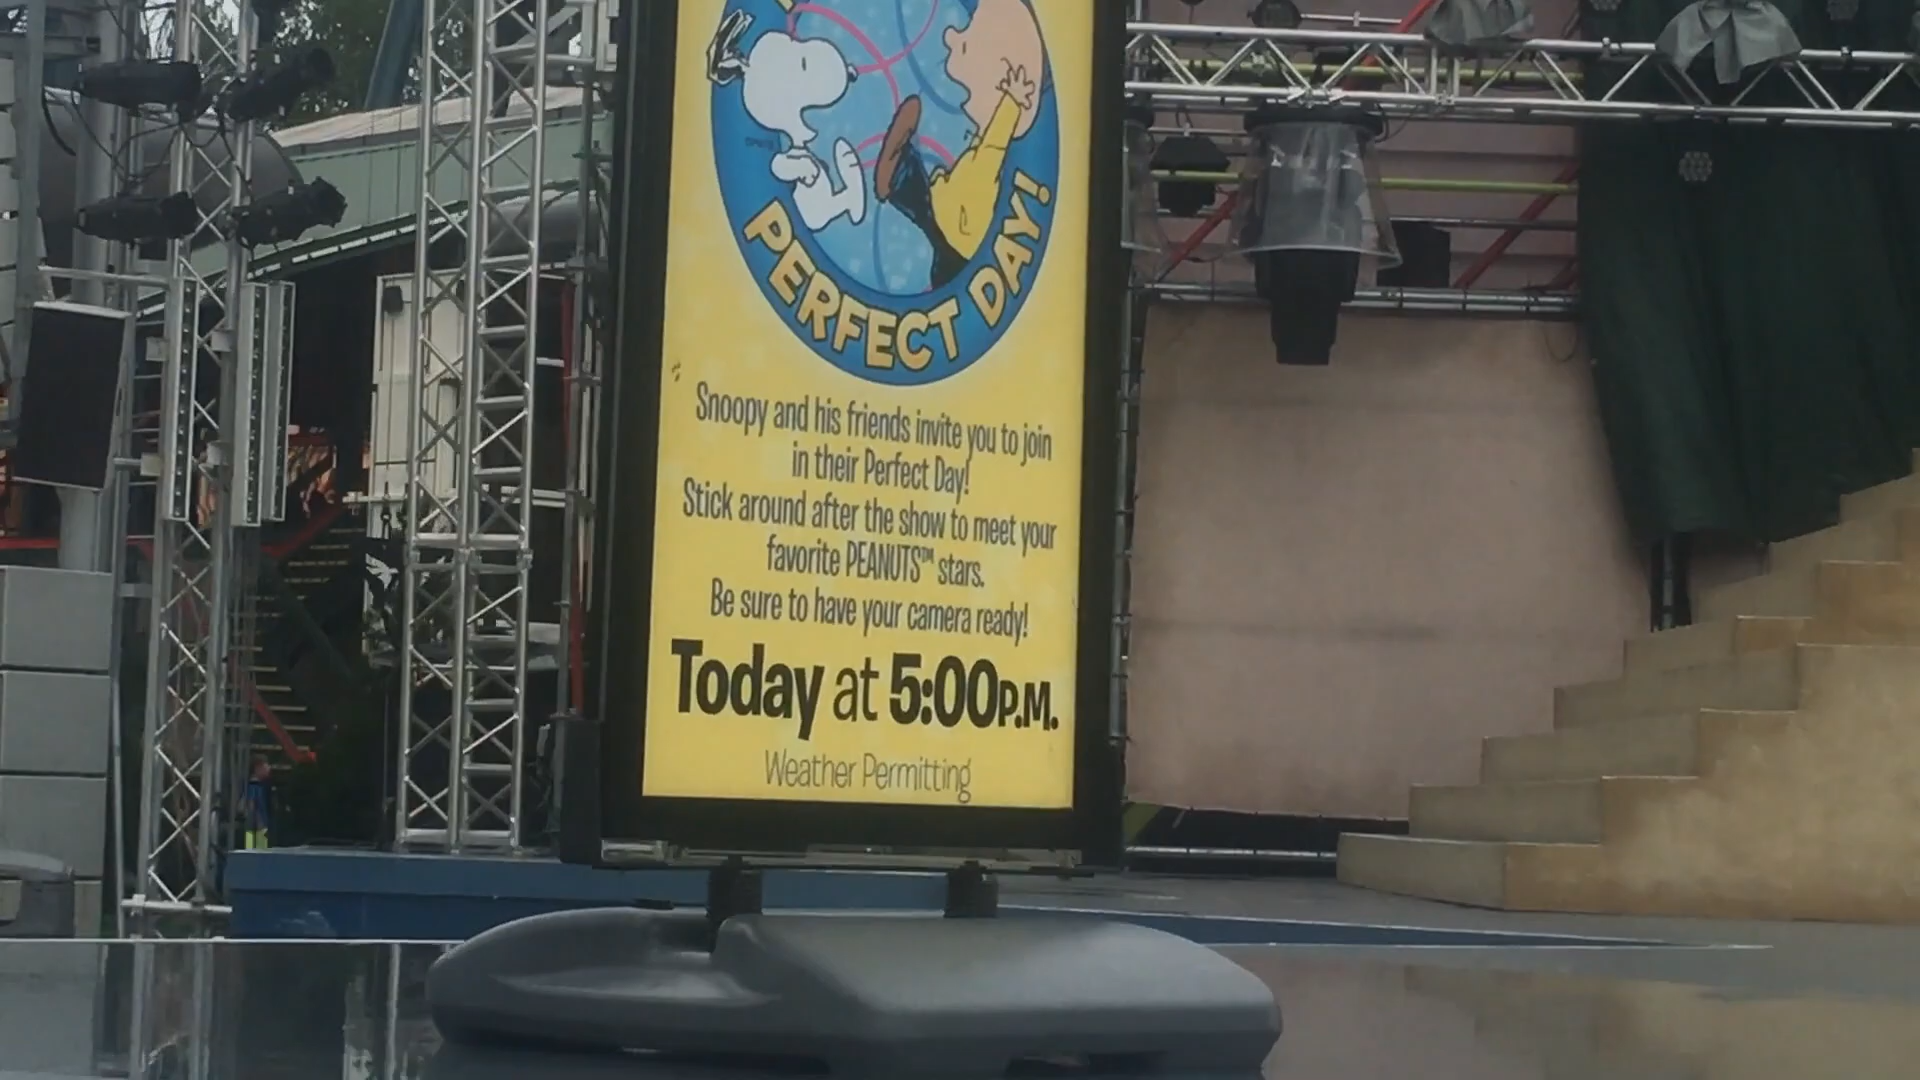 PERFECT DAY!
Snoopy and his friends invite you to join
in their Perfect Day!
Stick around after the show to meet your
favorite PEANUTS™ stars.
Be sure to have your camera ready!
Today at 5:00P.M.
Weather Permitting